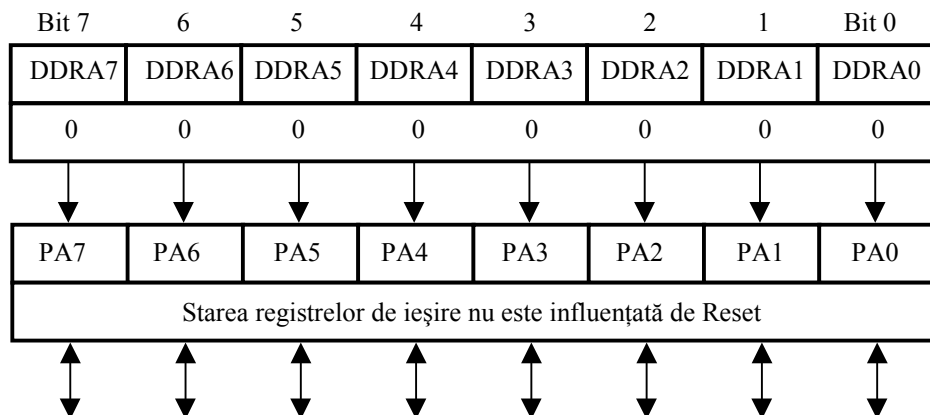 Bit 7 6 5 4 3 2 1 Bit 0
DDRA7 DDRA6 DDRA5 DDRA4 DDRA3 DDRA2 DDRA1 DDRA0
0 0 0 0 0 0 0 0
PA7 PA6 PA5 PA4 PA3 PA2 PA1 PA0
Starea registrelor de ieşire nu este influențată de Reset